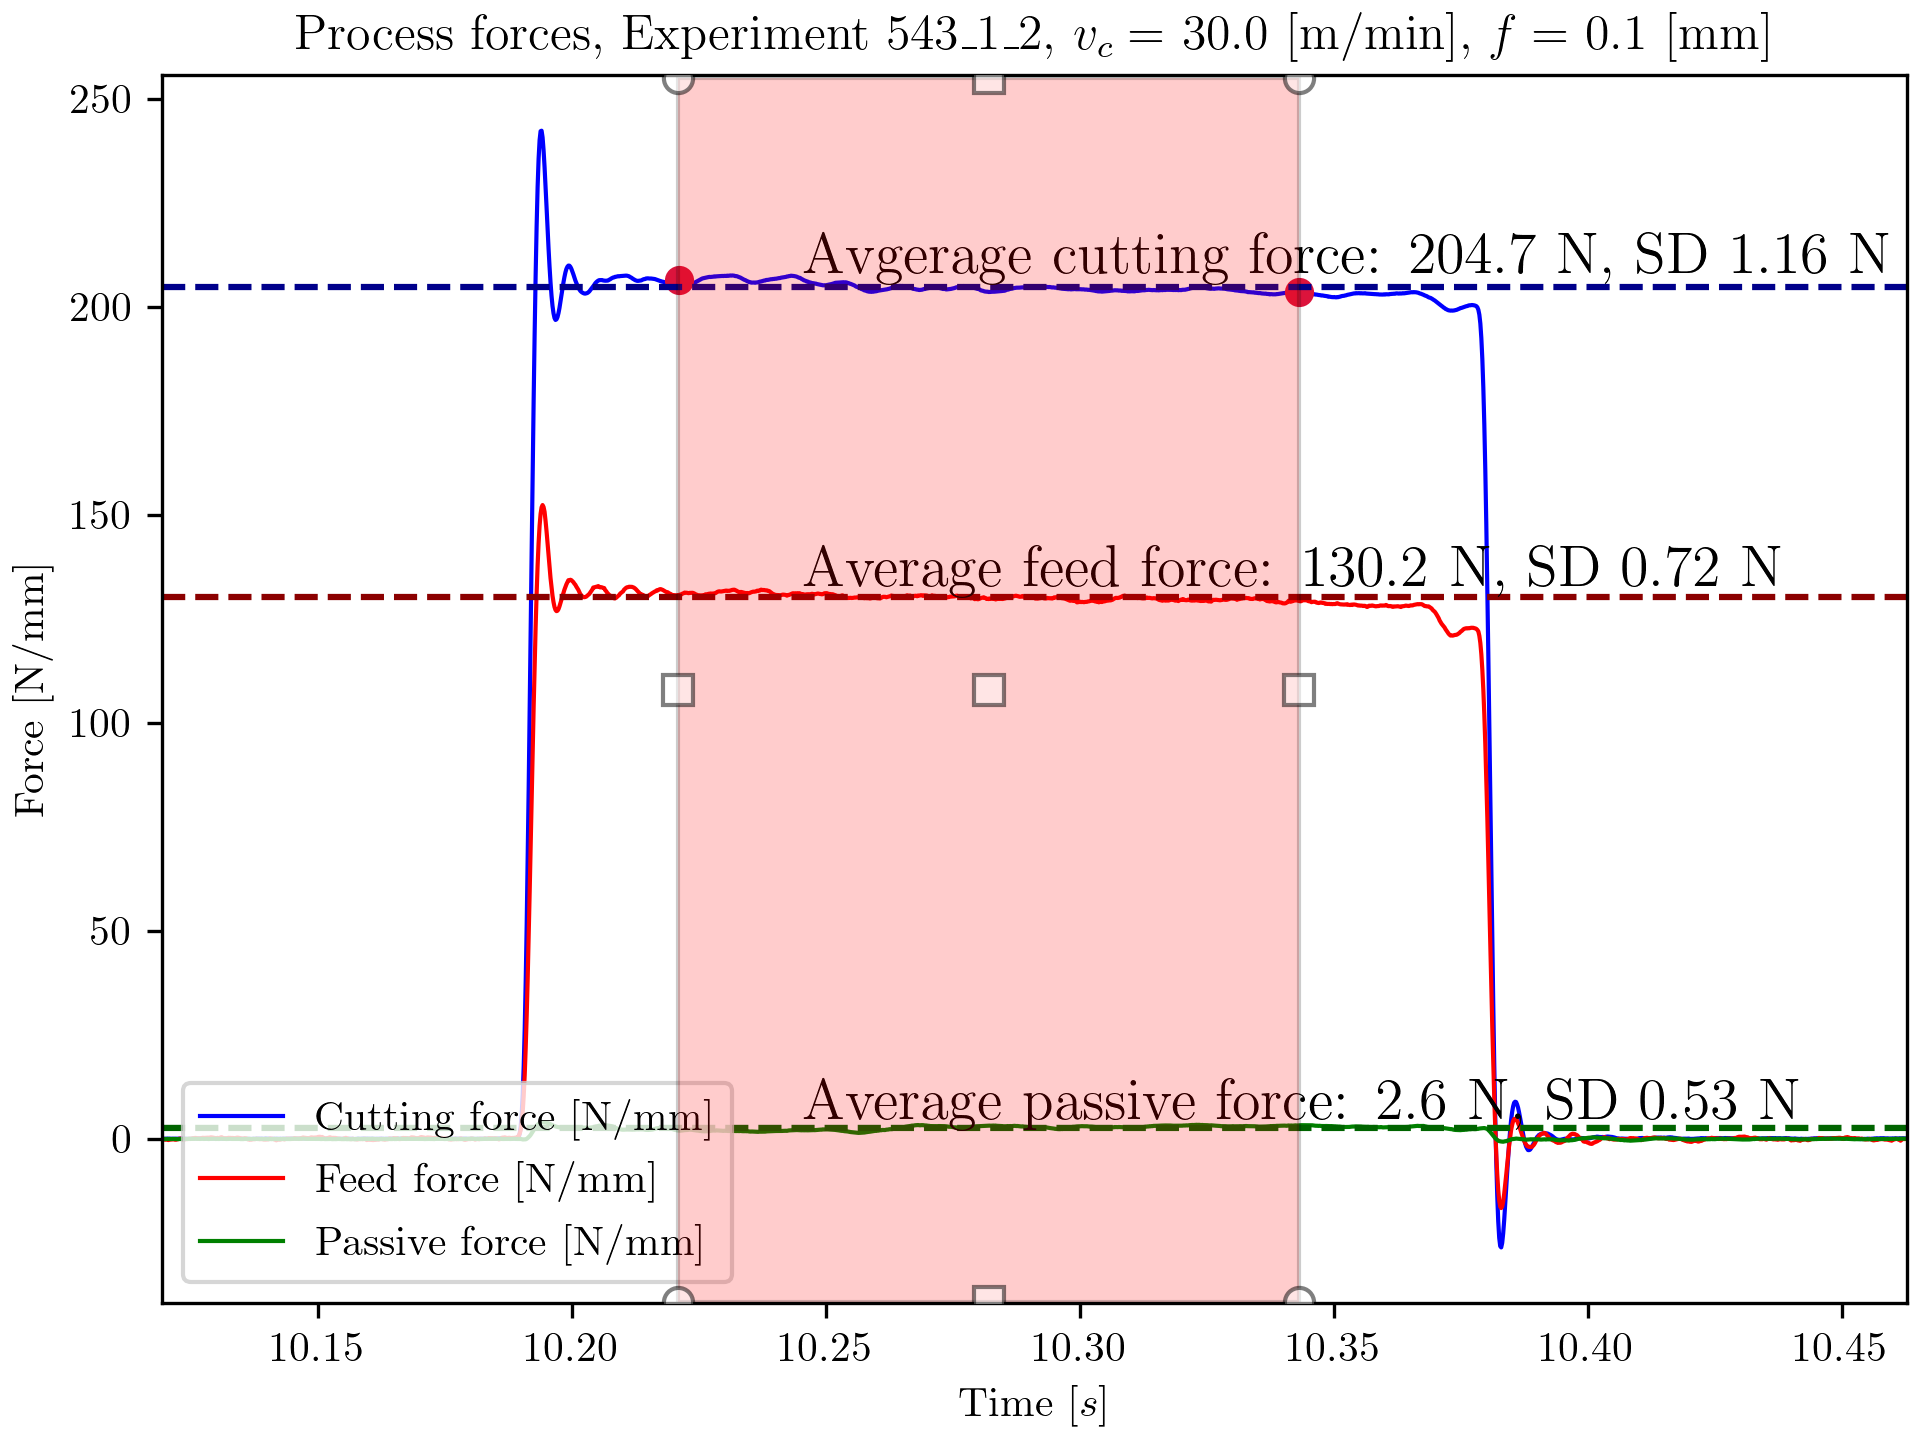 Process forces, Experiment 543_1_2, v_c = 30.0 [m/min], f = 0.1 [mm]
250
200
150
100
50
0
Force [N/mm]
Avgerage cutting force: 204.7 N, SD 1.16 N
Average feed force: 130.2 N, SD 0.72 N
Average passive force: 2.6 N, SD 0.53 N
Cutting force [N/mm]
Feed force [N/mm]
Passive force [N/mm]
10.15 10.20 10.25 10.30 10.35 10.40 10.45
Time [s]